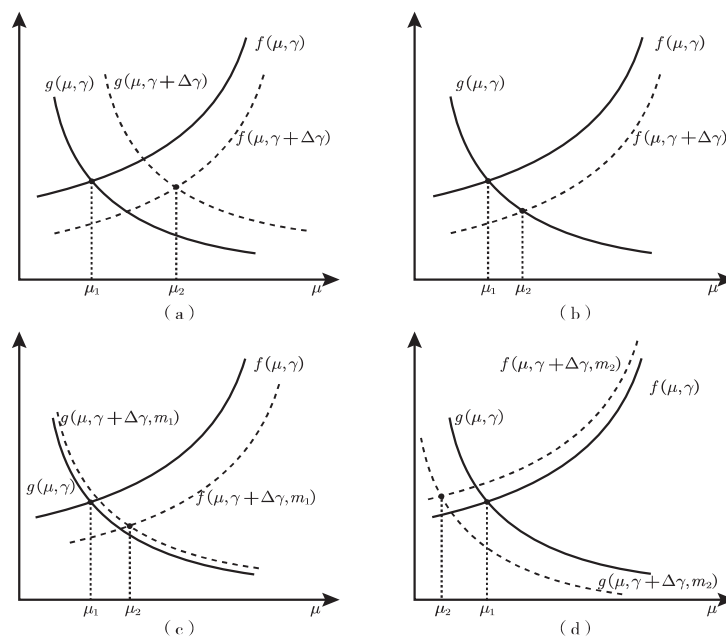 f(μ,γ)
g(μ,γ+Δγ)
g(μ,γ)
f(μ,γ+Δγ)
μ₁
μ₂
μ
(a)
f(μ,γ)
g(μ,γ)
f(μ,γ+Δγ)
μ₁
μ₂
μ
(b)
f(μ,γ)
g(μ,γ+Δγ,m₁)
g(μ,γ)
f(μ,γ+Δγ,m₁)
μ₁
μ₂
μ
(c)
f(μ,γ+Δγ,m₂)
f(μ,γ)
g(μ,γ)
g(μ,γ+Δγ,m₂)
μ₂
μ₁
μ
(d)